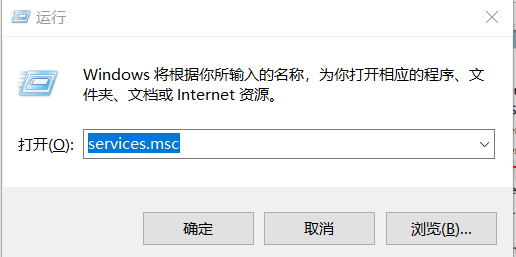 运行
Windows 将根据你所输入的名称，为你打开相应的程序、文
件夹、文档或 Internet 资源。
打开(O): services.msc
确定 取消 浏览(B)...